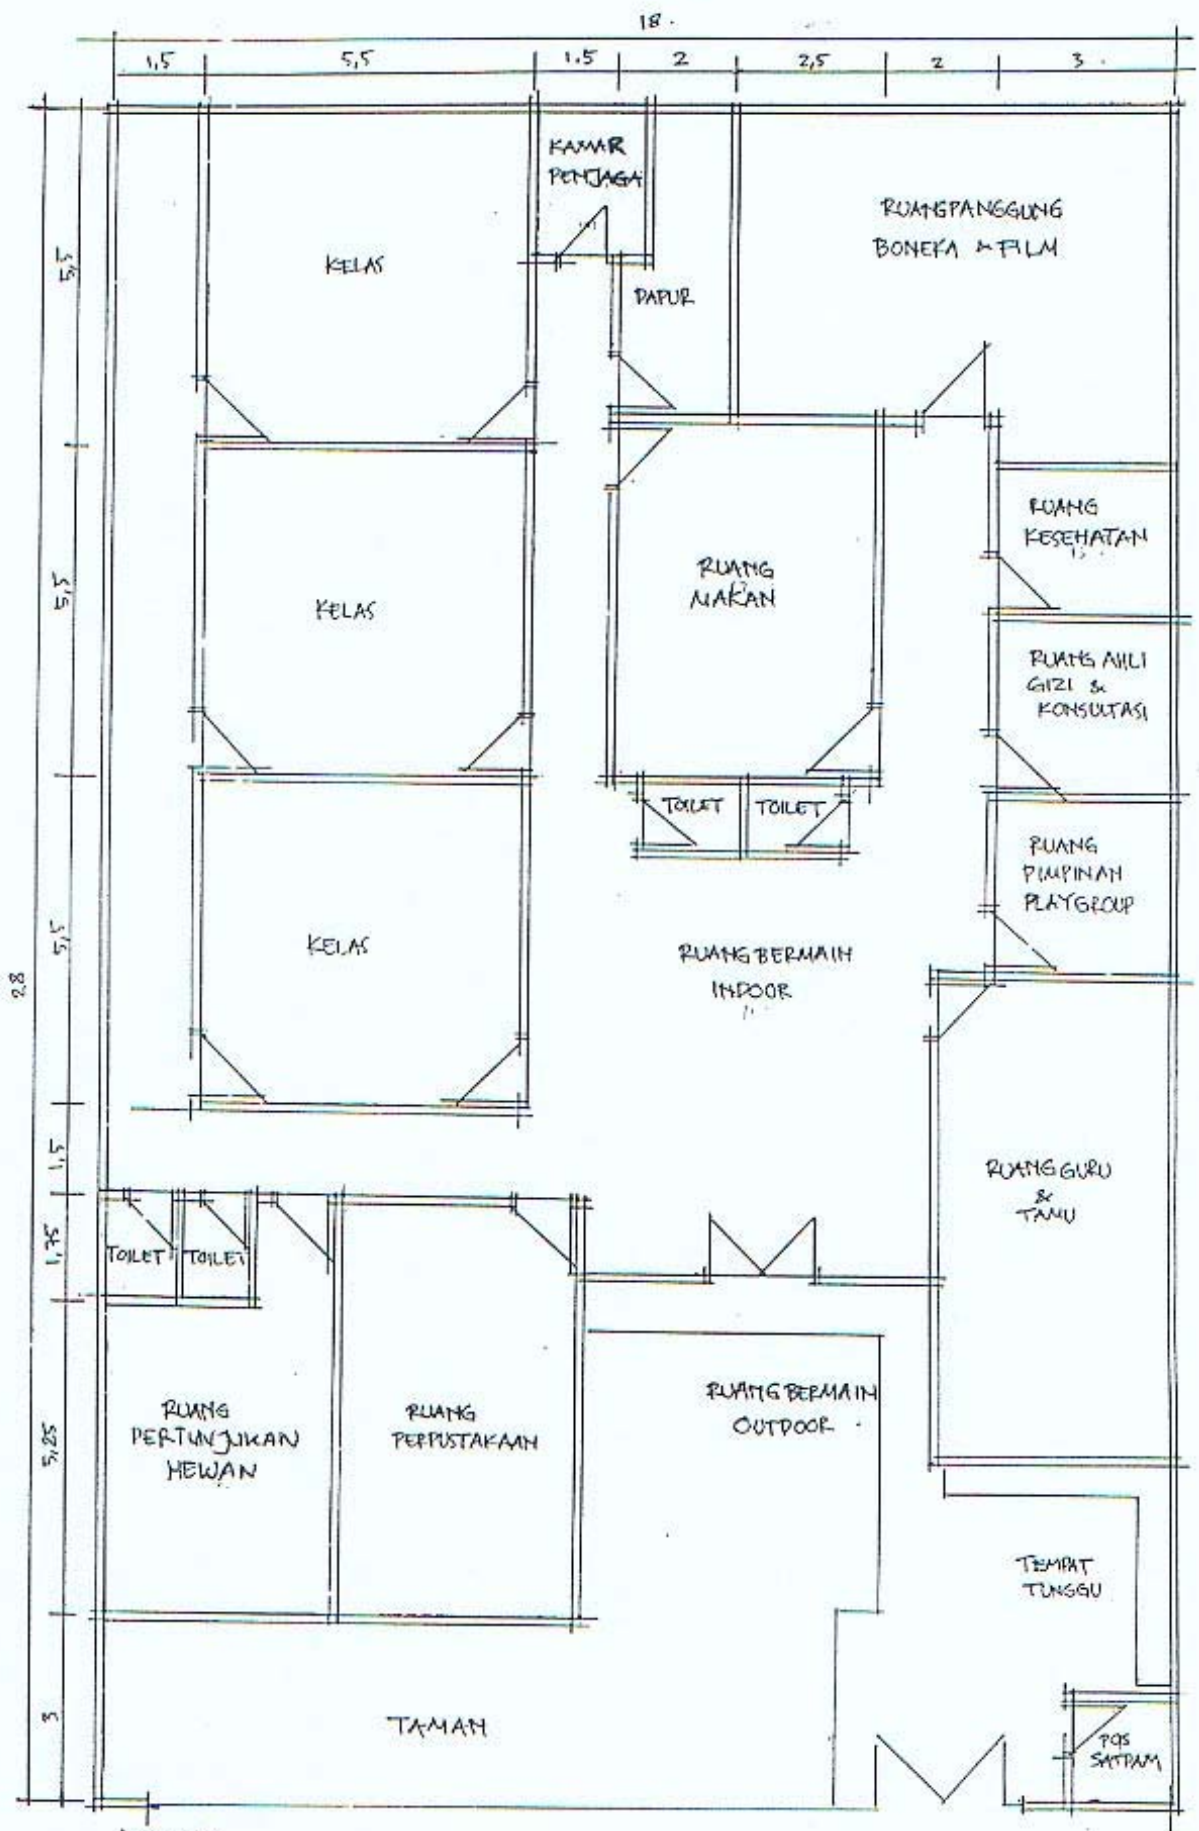 18.
1,5 5,5 1.5 2 2,5 2 3.
KAMAR
PENJAGA
RUANG PANGGUNG
BONEKA & FILM
5,5
KELAS
DAPUR
RUANG
KESEHATAN
RUANG
MAKAN
5,5
KELAS
RUANG AHLI
GIZI &
KONSULTASI
TOILET TOILET
RUANG
PIMPINAN
PLAYGROUP
5,5
KELAS
RUANG BERMAIN
INDOOR
28
1,5
RUANG GURU
&
TAMU
1,75
TOILET TOILET
RUANG BERMAIN
OUTDOOR
5,25
RUANG
PERTUNJUKAN
HEWAN
RUANG
PERPUSTAKAAN
TEMPAT
TUNGGU
3
TAMAN
POS
SATPAM